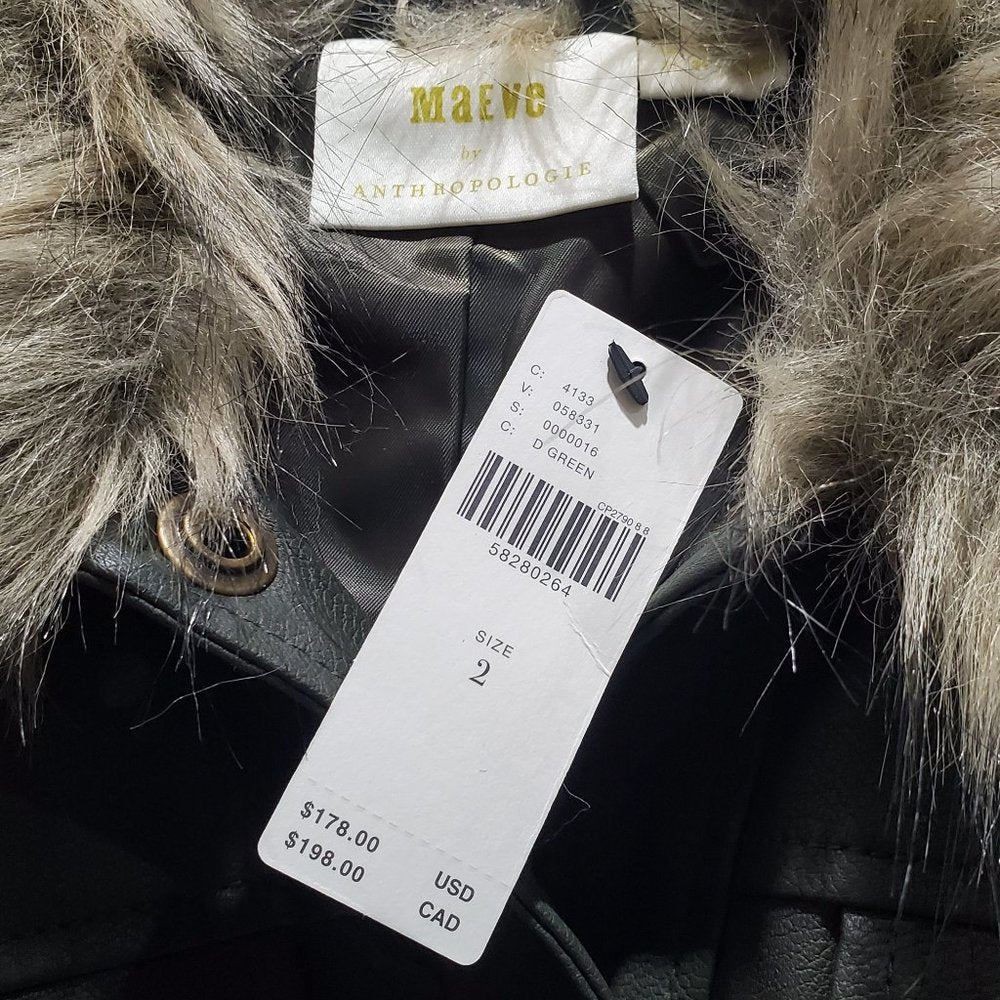 MaEVe
by
ANTHROPOLOGIE
C: 4133
V: 058331
S: 0000016
C: D GREEN
CP2790 8 8
58280264
SIZE
2
$178.00 USD
$198.00 CAD